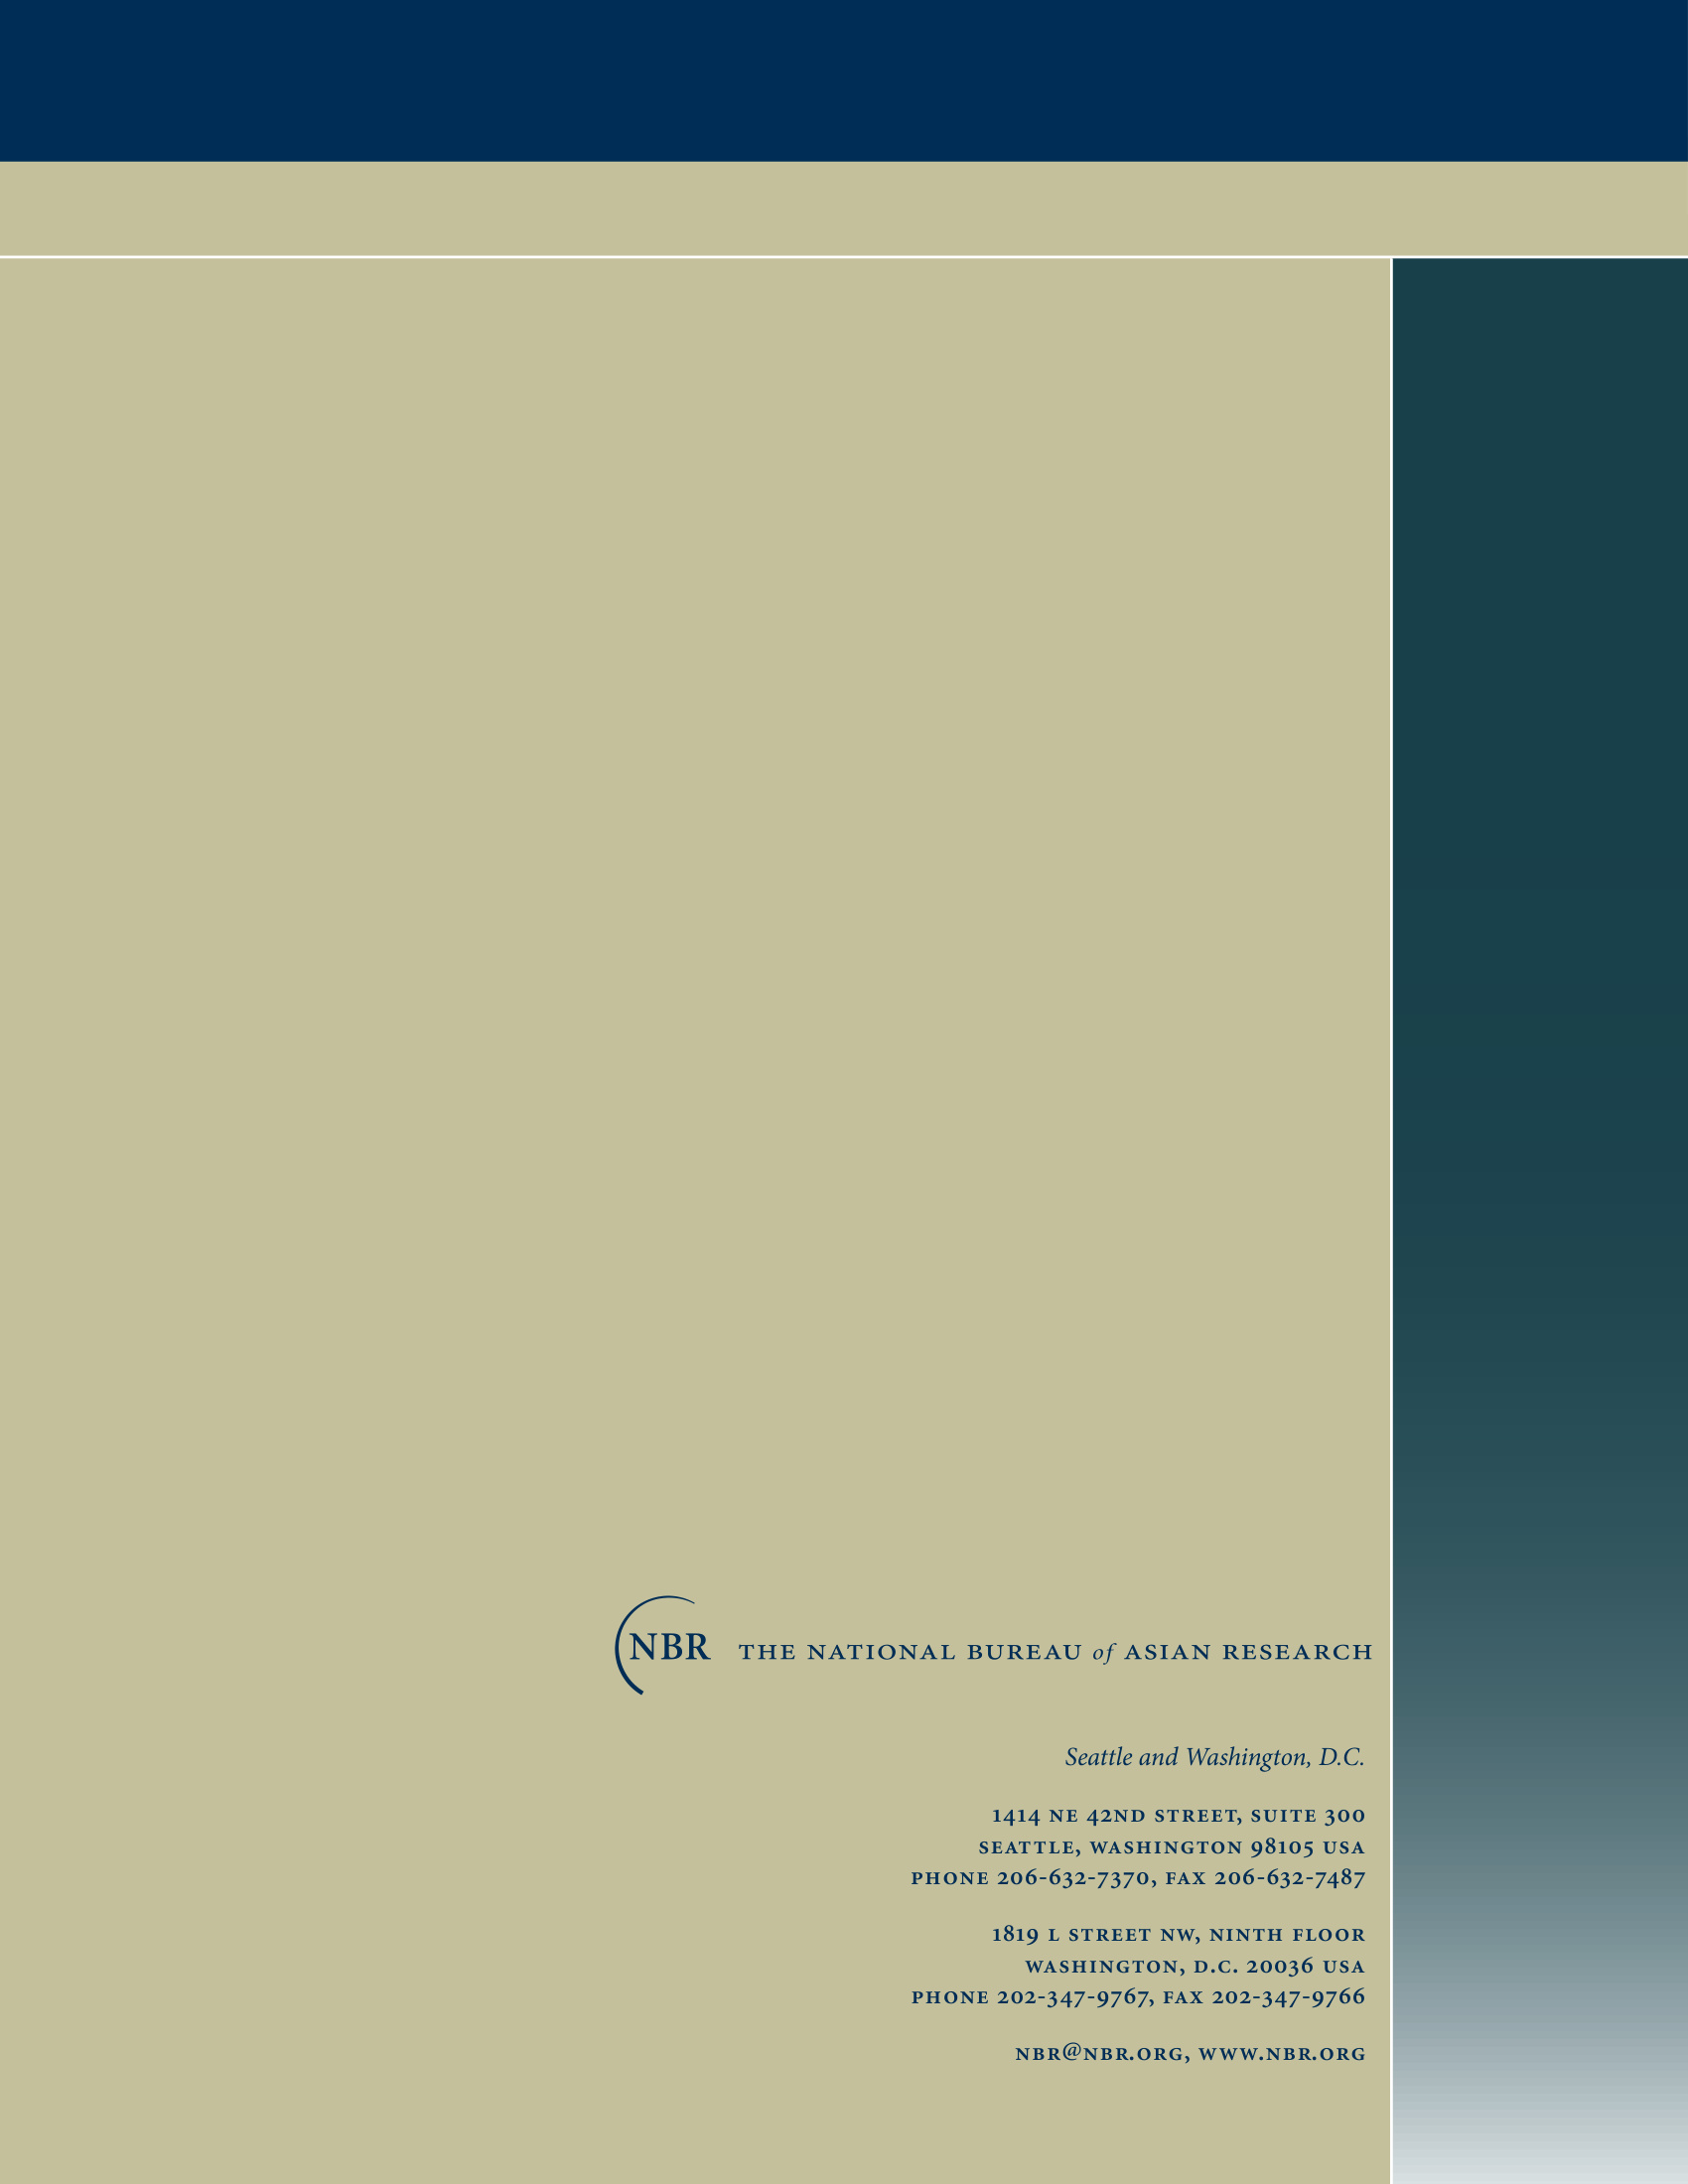 NBR THE NATIONAL BUREAU of ASIAN RESEARCH
Seattle and Washington, D.C.
1414 NE 42ND STREET, SUITE 300
SEATTLE, WASHINGTON 98105 USA
PHONE 206-632-7370, FAX 206-632-7487
1819 L STREET NW, NINTH FLOOR
WASHINGTON, D.C. 20036 USA
PHONE 202-347-9767, FAX 202-347-9766
NBR@NBR.ORG, WWW.NBR.ORG